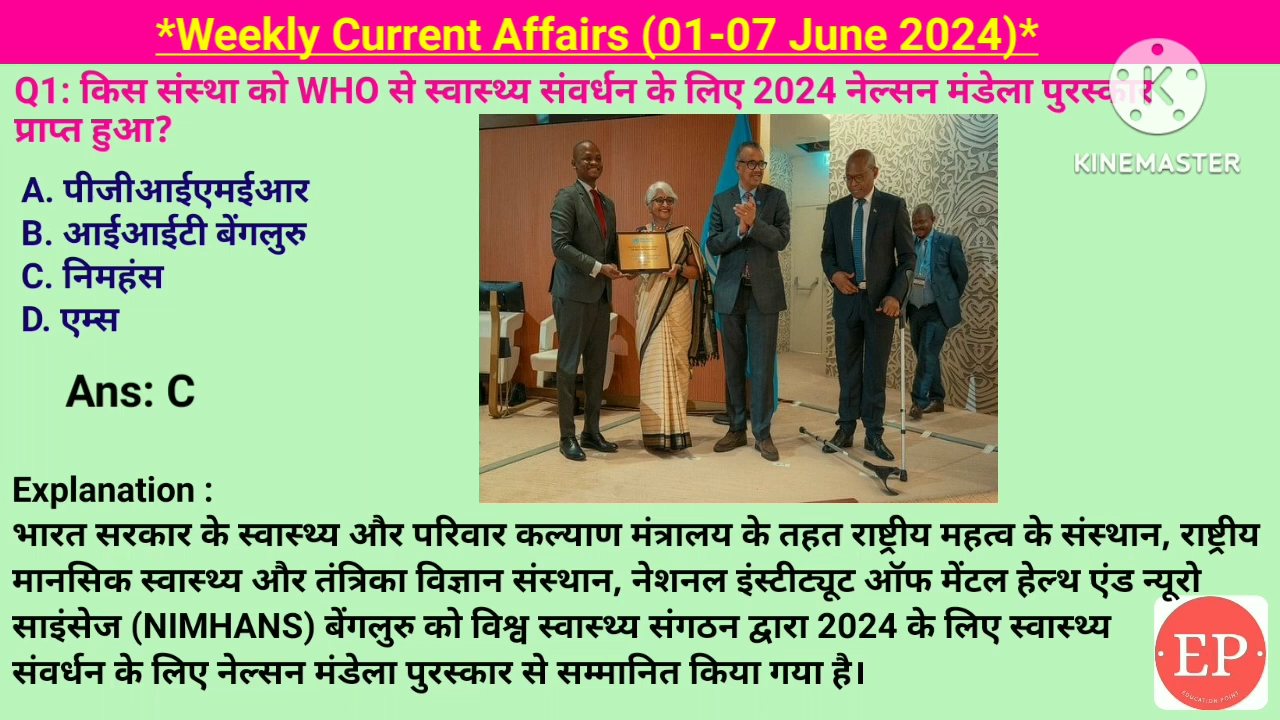 *Weekly Current Affairs (01-07 June 2024)*
Q1: किस संस्था को WHO से स्वास्थ्य संवर्धन के लिए 2024 नेल्सन मंडेला पुरस्कार
प्राप्त हुआ?
KINEMASTER
A. पीजीआईएमईआर
B. आईआईटी बेंगलुरु
C. निमहंस
D. एम्स
Ans: C
Explanation :
भारत सरकार के स्वास्थ्य और परिवार कल्याण मंत्रालय के तहत राष्ट्रीय महत्व के संस्थान, राष्ट्रीय
मानसिक स्वास्थ्य और तंत्रिका विज्ञान संस्थान, नेशनल इंस्टीट्यूट ऑफ मेंटल हेल्थ एंड न्यूरो
साइंसेज (NIMHANS) बेंगलुरु को विश्व स्वास्थ्य संगठन द्वारा 2024 के लिए स्वास्थ्य
संवर्धन के लिए नेल्सन मंडेला पुरस्कार से सम्मानित किया गया है।
EP
EDUCATION POINT